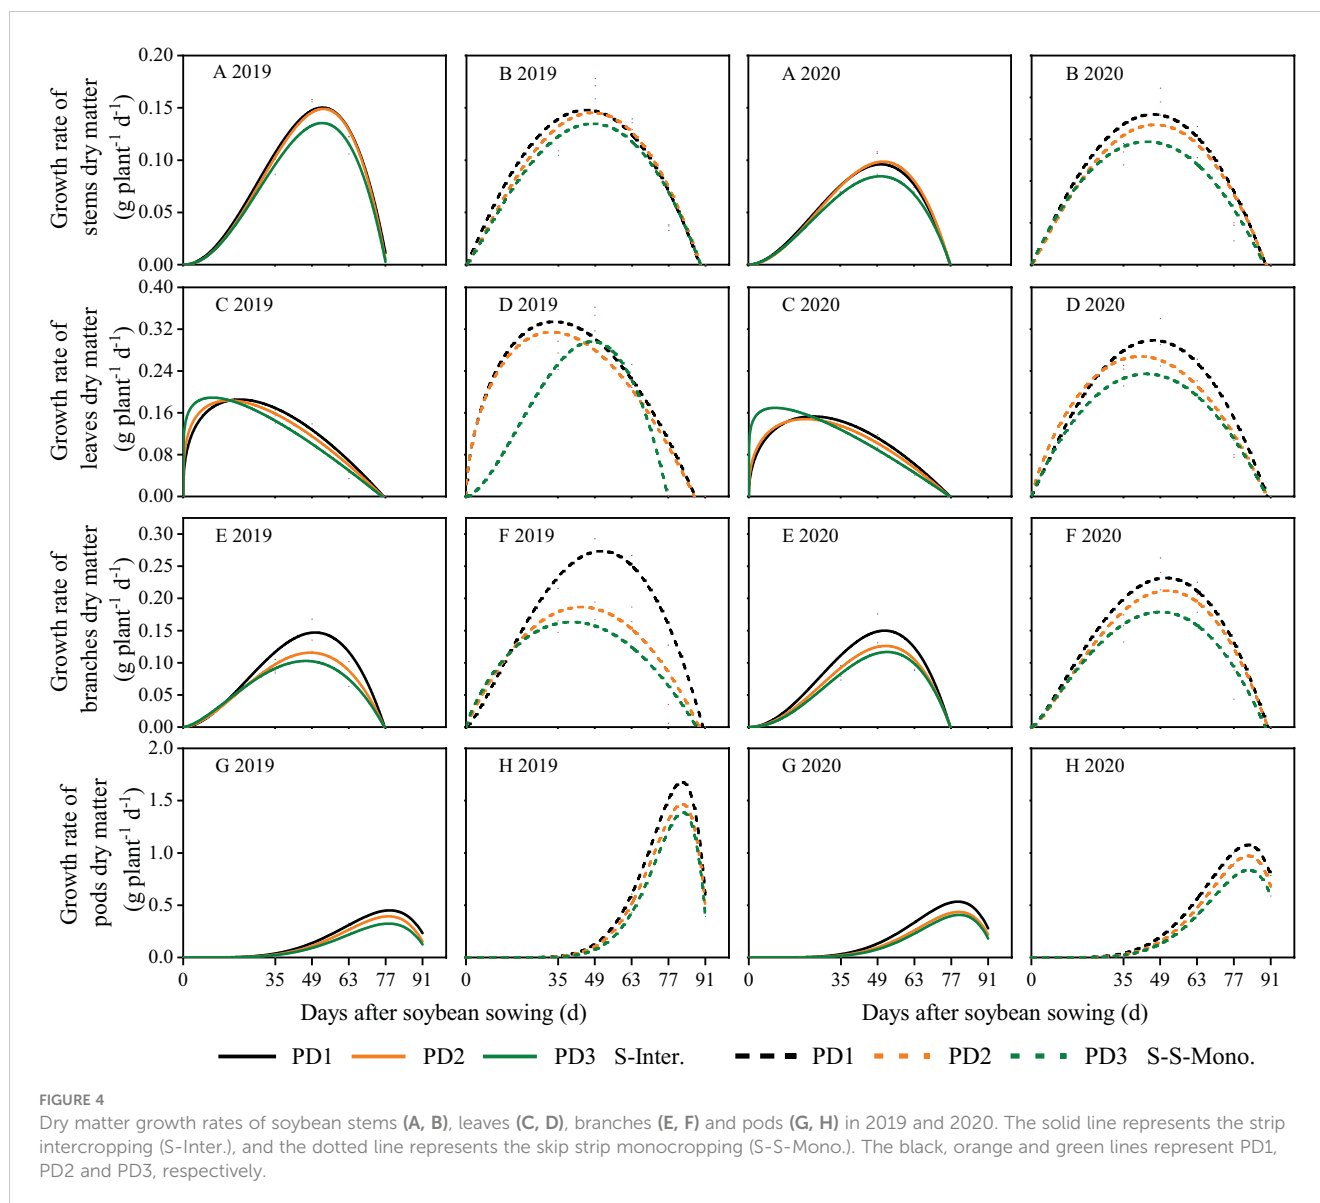 0.20
A 2019
B 2019
A 2020
B 2020
0.15
0.10
0.05
0.00
Growth rate of
stems dry matter
(g plant⁻¹ d⁻¹)
0.40
C 2019
D 2019
C 2020
D 2020
0.32
0.24
0.16
0.08
0.00
Growth rate of
leaves dry matter
(g plant⁻¹ d⁻¹)
0.30
E 2019
F 2019
E 2020
F 2020
0.25
0.20
0.15
0.10
0.05
0.00
Growth rate of
branches dry matter
(g plant⁻¹ d⁻¹)
2.0
G 2019
H 2019
G 2020
H 2020
1.5
1.0
0.5
0.0
Growth rate of
pods dry matter
(g plant⁻¹ d⁻¹)
0 35 49 63 77 91 0 35 49 63 77 91 0 35 49 63 77 91 0 35 49 63 77 91
Days after soybean sowing (d) Days after soybean sowing (d)
PD1 PD2 PD3 S-Inter. PD1 PD2 PD3 S-S-Mono.
FIGURE 4
Dry matter growth rates of soybean stems (A, B), leaves (C, D), branches (E, F) and pods (G, H) in 2019 and 2020. The solid line represents the strip
intercropping (S-Inter.), and the dotted line represents the skip strip monocropping (S-S-Mono.). The black, orange and green lines represent PD1,
PD2 and PD3, respectively.